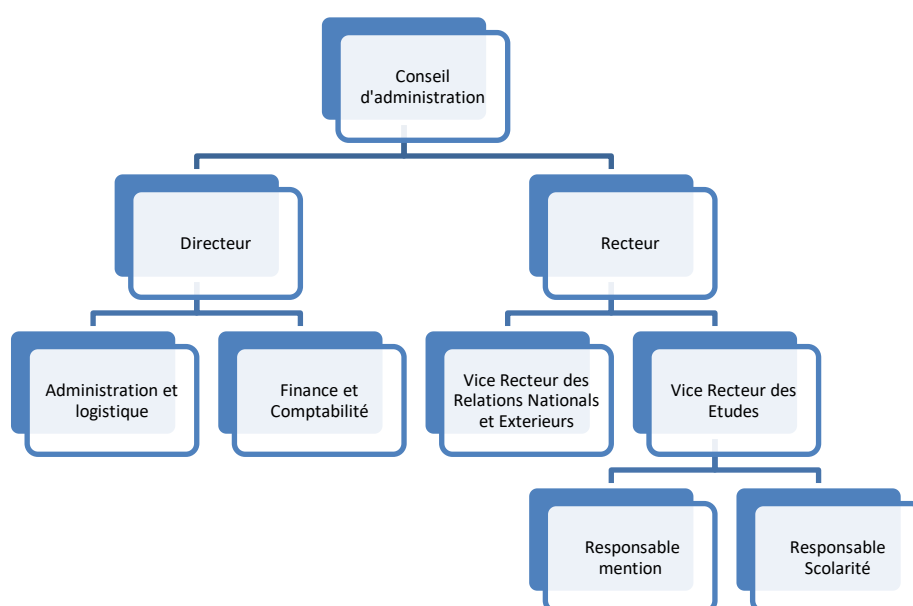 Conseil
d'administration
Directeur
Recteur
Administration et
logistique
Finance et
Comptabilité
Vice Recteur des
Relations Nationals
et Exterieurs
Vice Recteur des
Etudes
Responsable
mention
Responsable
Scolarité